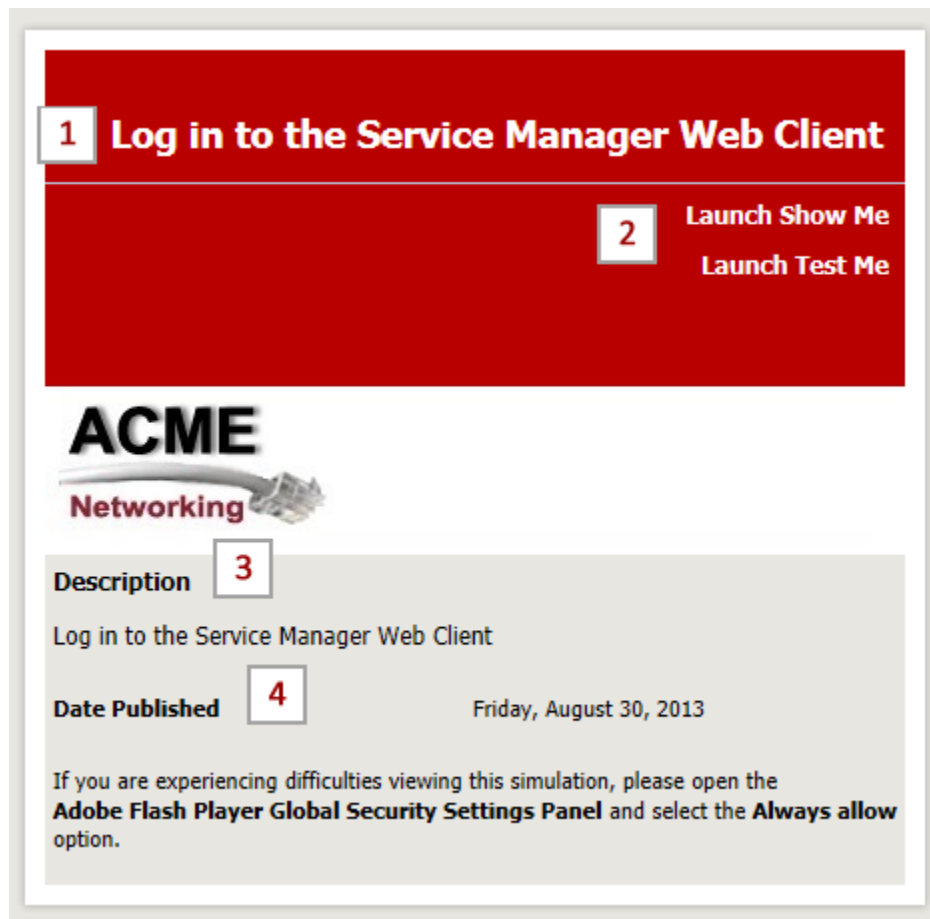 1 Log in to the Service Manager Web Client
2 Launch Show Me
Launch Test Me
ACME
Networking
Description 3
Log in to the Service Manager Web Client
Date Published 4 Friday, August 30, 2013
If you are experiencing difficulties viewing this simulation, please open the
Adobe Flash Player Global Security Settings Panel and select the Always allow
option.